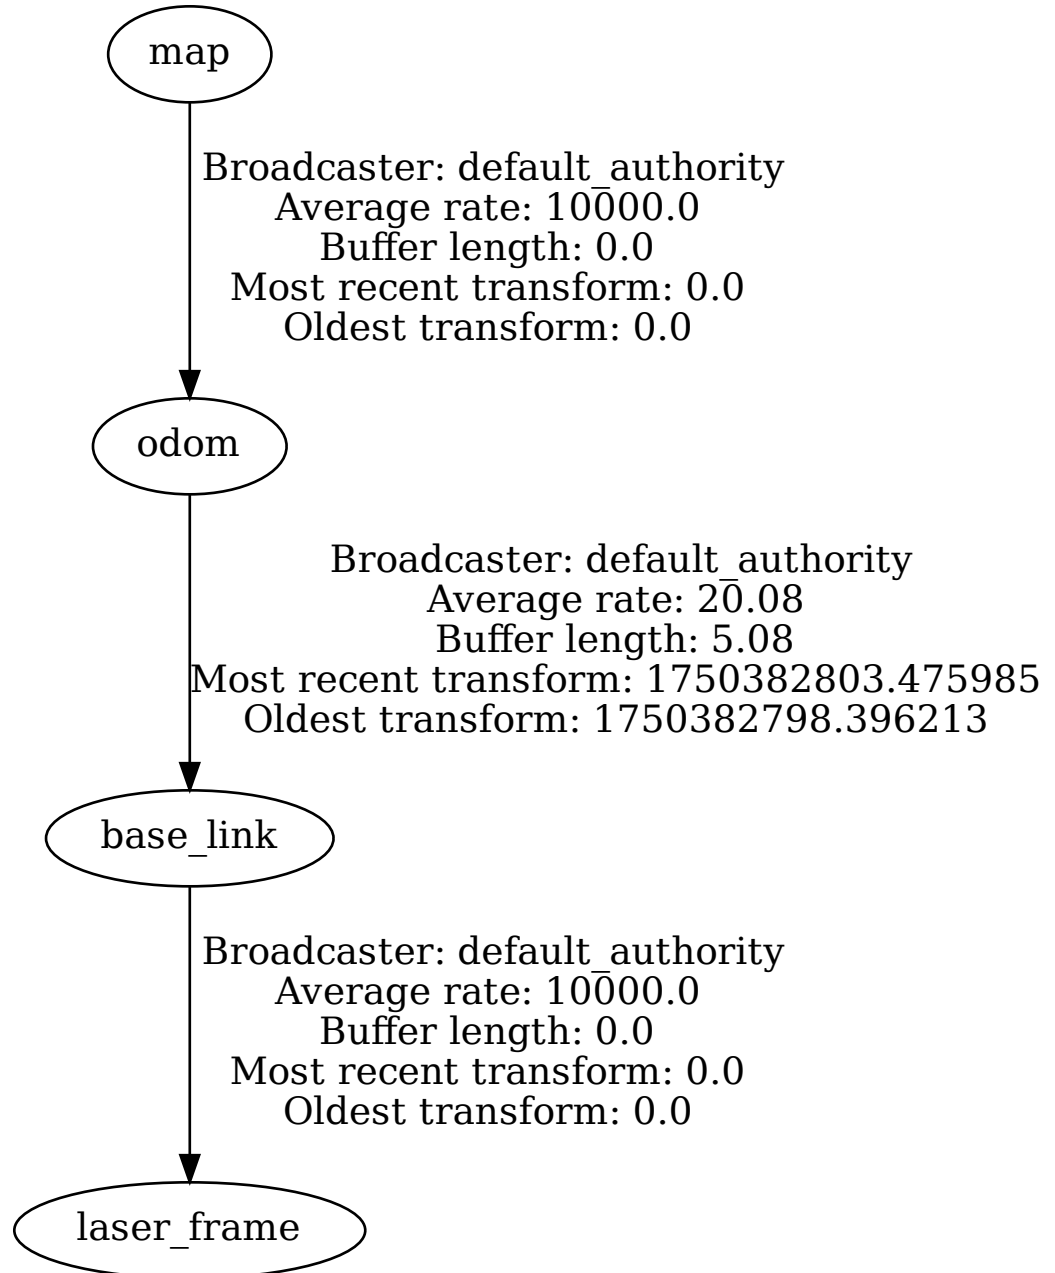 map
Broadcaster: default_authority
Average rate: 10000.0
Buffer length: 0.0
Most recent transform: 0.0
Oldest transform: 0.0
odom
Broadcaster: default_authority
Average rate: 20.08
Buffer length: 5.08
Most recent transform: 1750382803.475985
Oldest transform: 1750382798.396213
base_link
Broadcaster: default_authority
Average rate: 10000.0
Buffer length: 0.0
Most recent transform: 0.0
Oldest transform: 0.0
laser_frame